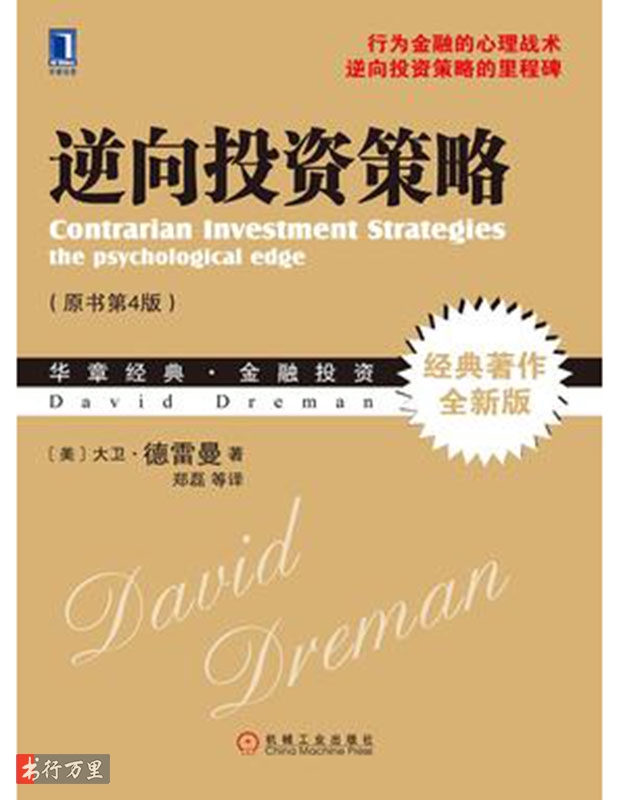 行为金融的心理战术
逆向投资策略的里程碑
逆向投资策略
Contrarian Investment Strategies
the psychological edge
（原书第4版）
华章经典·金融投资
David Dreman
经典著作
全新版
〔美〕大卫·德雷曼 著
郑磊 等译
David
Dreman
机械工业出版社
China Machine Press
书行万里